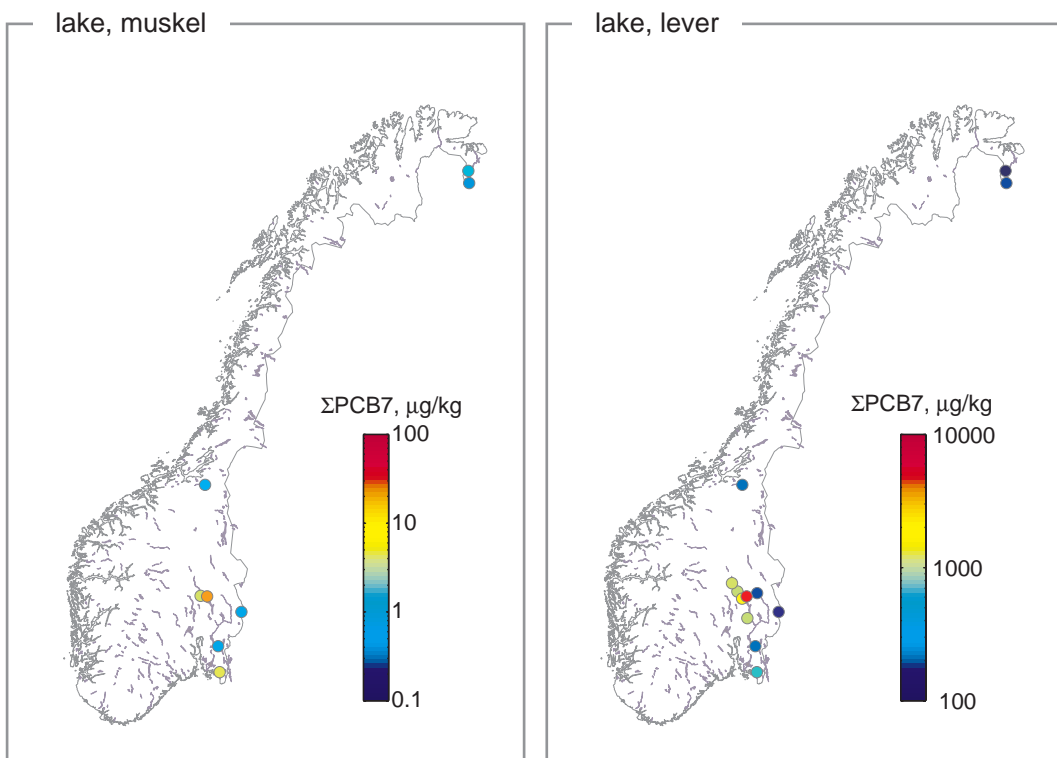 lake, muskel
ΣPCB7, μg/kg
100
10
1
0.1
lake, lever
ΣPCB7, μg/kg
10000
1000
100